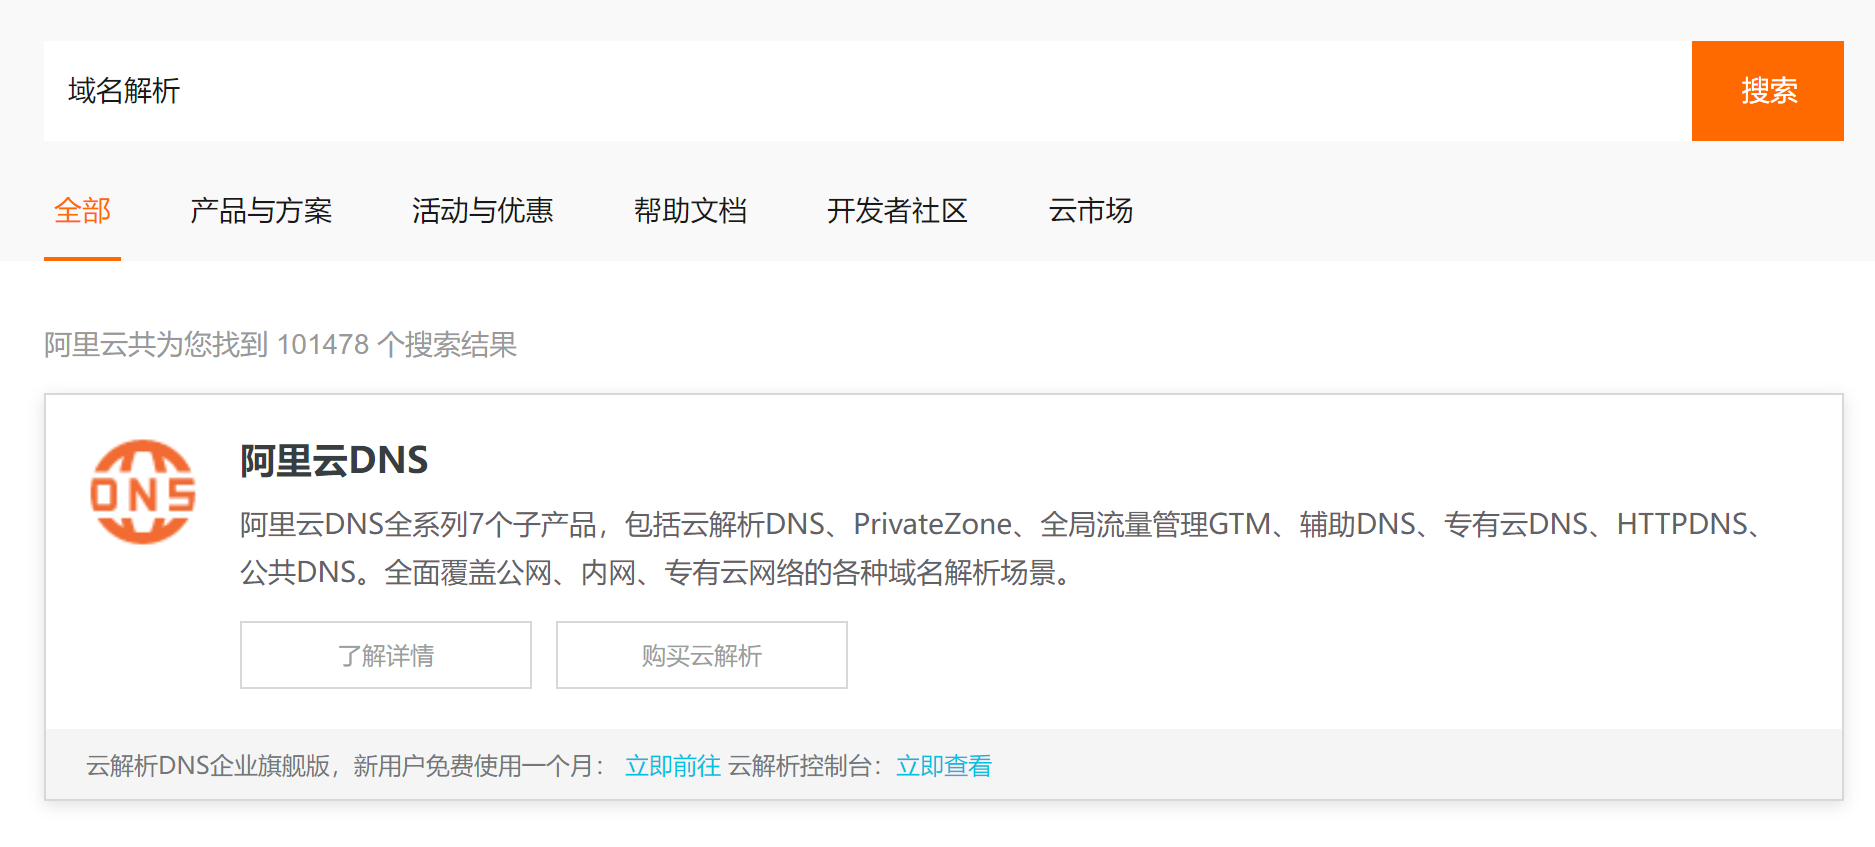 域名解析
搜索
全部 产品与方案 活动与优惠 帮助文档 开发者社区 云市场
阿里云共为您找到 101478 个搜索结果
DNS
阿里云DNS
阿里云DNS全系列7个子产品，包括云解析DNS、PrivateZone、全局流量管理GTM、辅助DNS、专有云DNS、HTTPDNS、
公共DNS。全面覆盖公网、内网、专有云网络的各种域名解析场景。
了解详情 购买云解析
云解析DNS企业旗舰版，新用户免费使用一个月： 立即前往 云解析控制台：立即查看